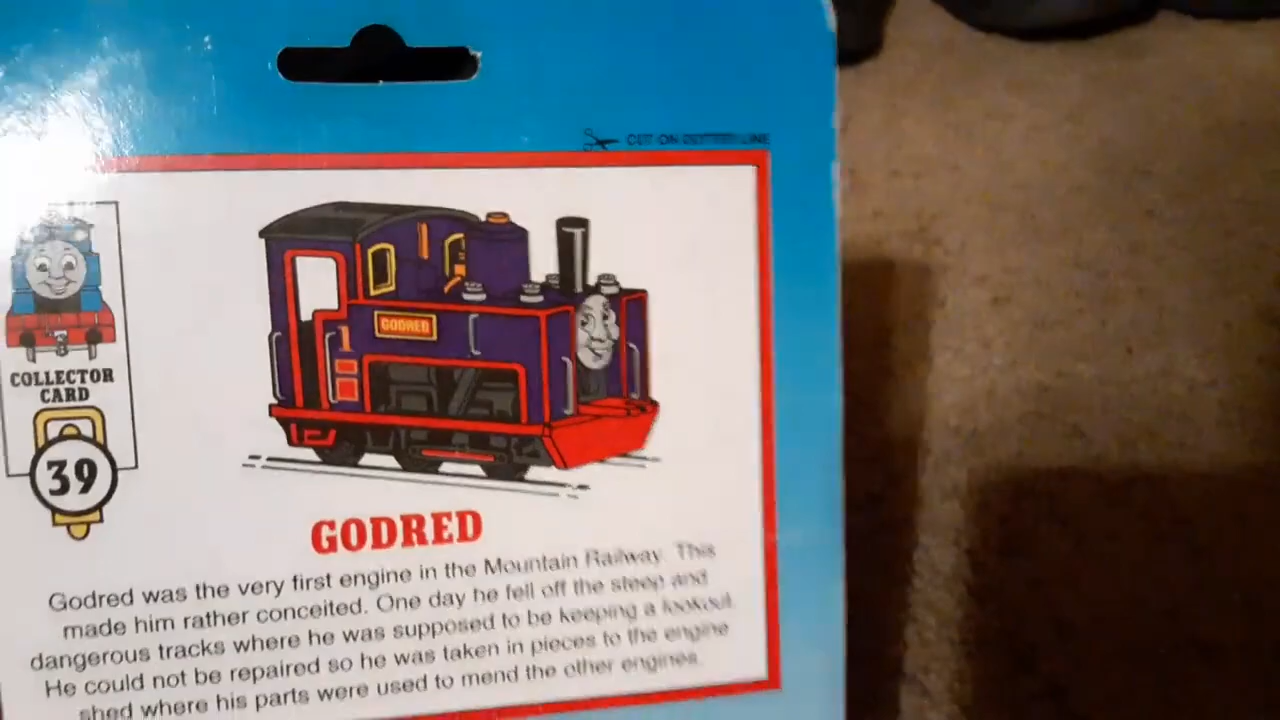 CUT ON DOTTED LINE
COLLECTOR
CARD
39
GODRED
1
GODRED
Godred was the very first engine in the Mountain Railway. This
made him rather conceited. One day he fell off the steep and
dangerous tracks where he was supposed to be keeping a lookout.
He could not be repaired so he was taken in pieces to the engine
shed where his parts were used to mend the other engines.